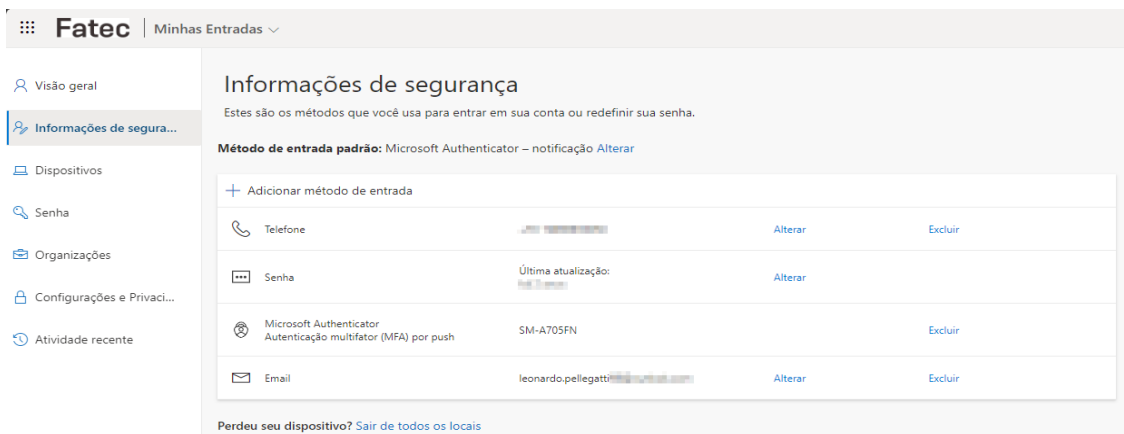 Fatec Minhas Entradas
Visão geral
Informações de segura...
Dispositivos
Senha
Organizações
Configurações e Privaci...
Atividade recente
Informações de segurança
Estes são os métodos que você usa para entrar em sua conta ou redefinir sua senha.
Método de entrada padrão: Microsoft Authenticator – notificação Alterar
Adicionar método de entrada
Telefone Alterar Excluir
Senha Última atualização: Alterar
Microsoft Authenticator
Autenticação multifator (MFA) por push SM-A705FN Excluir
Email leonardo.pellegatti Alterar Excluir
Perdeu seu dispositivo? Sair de todos os locais